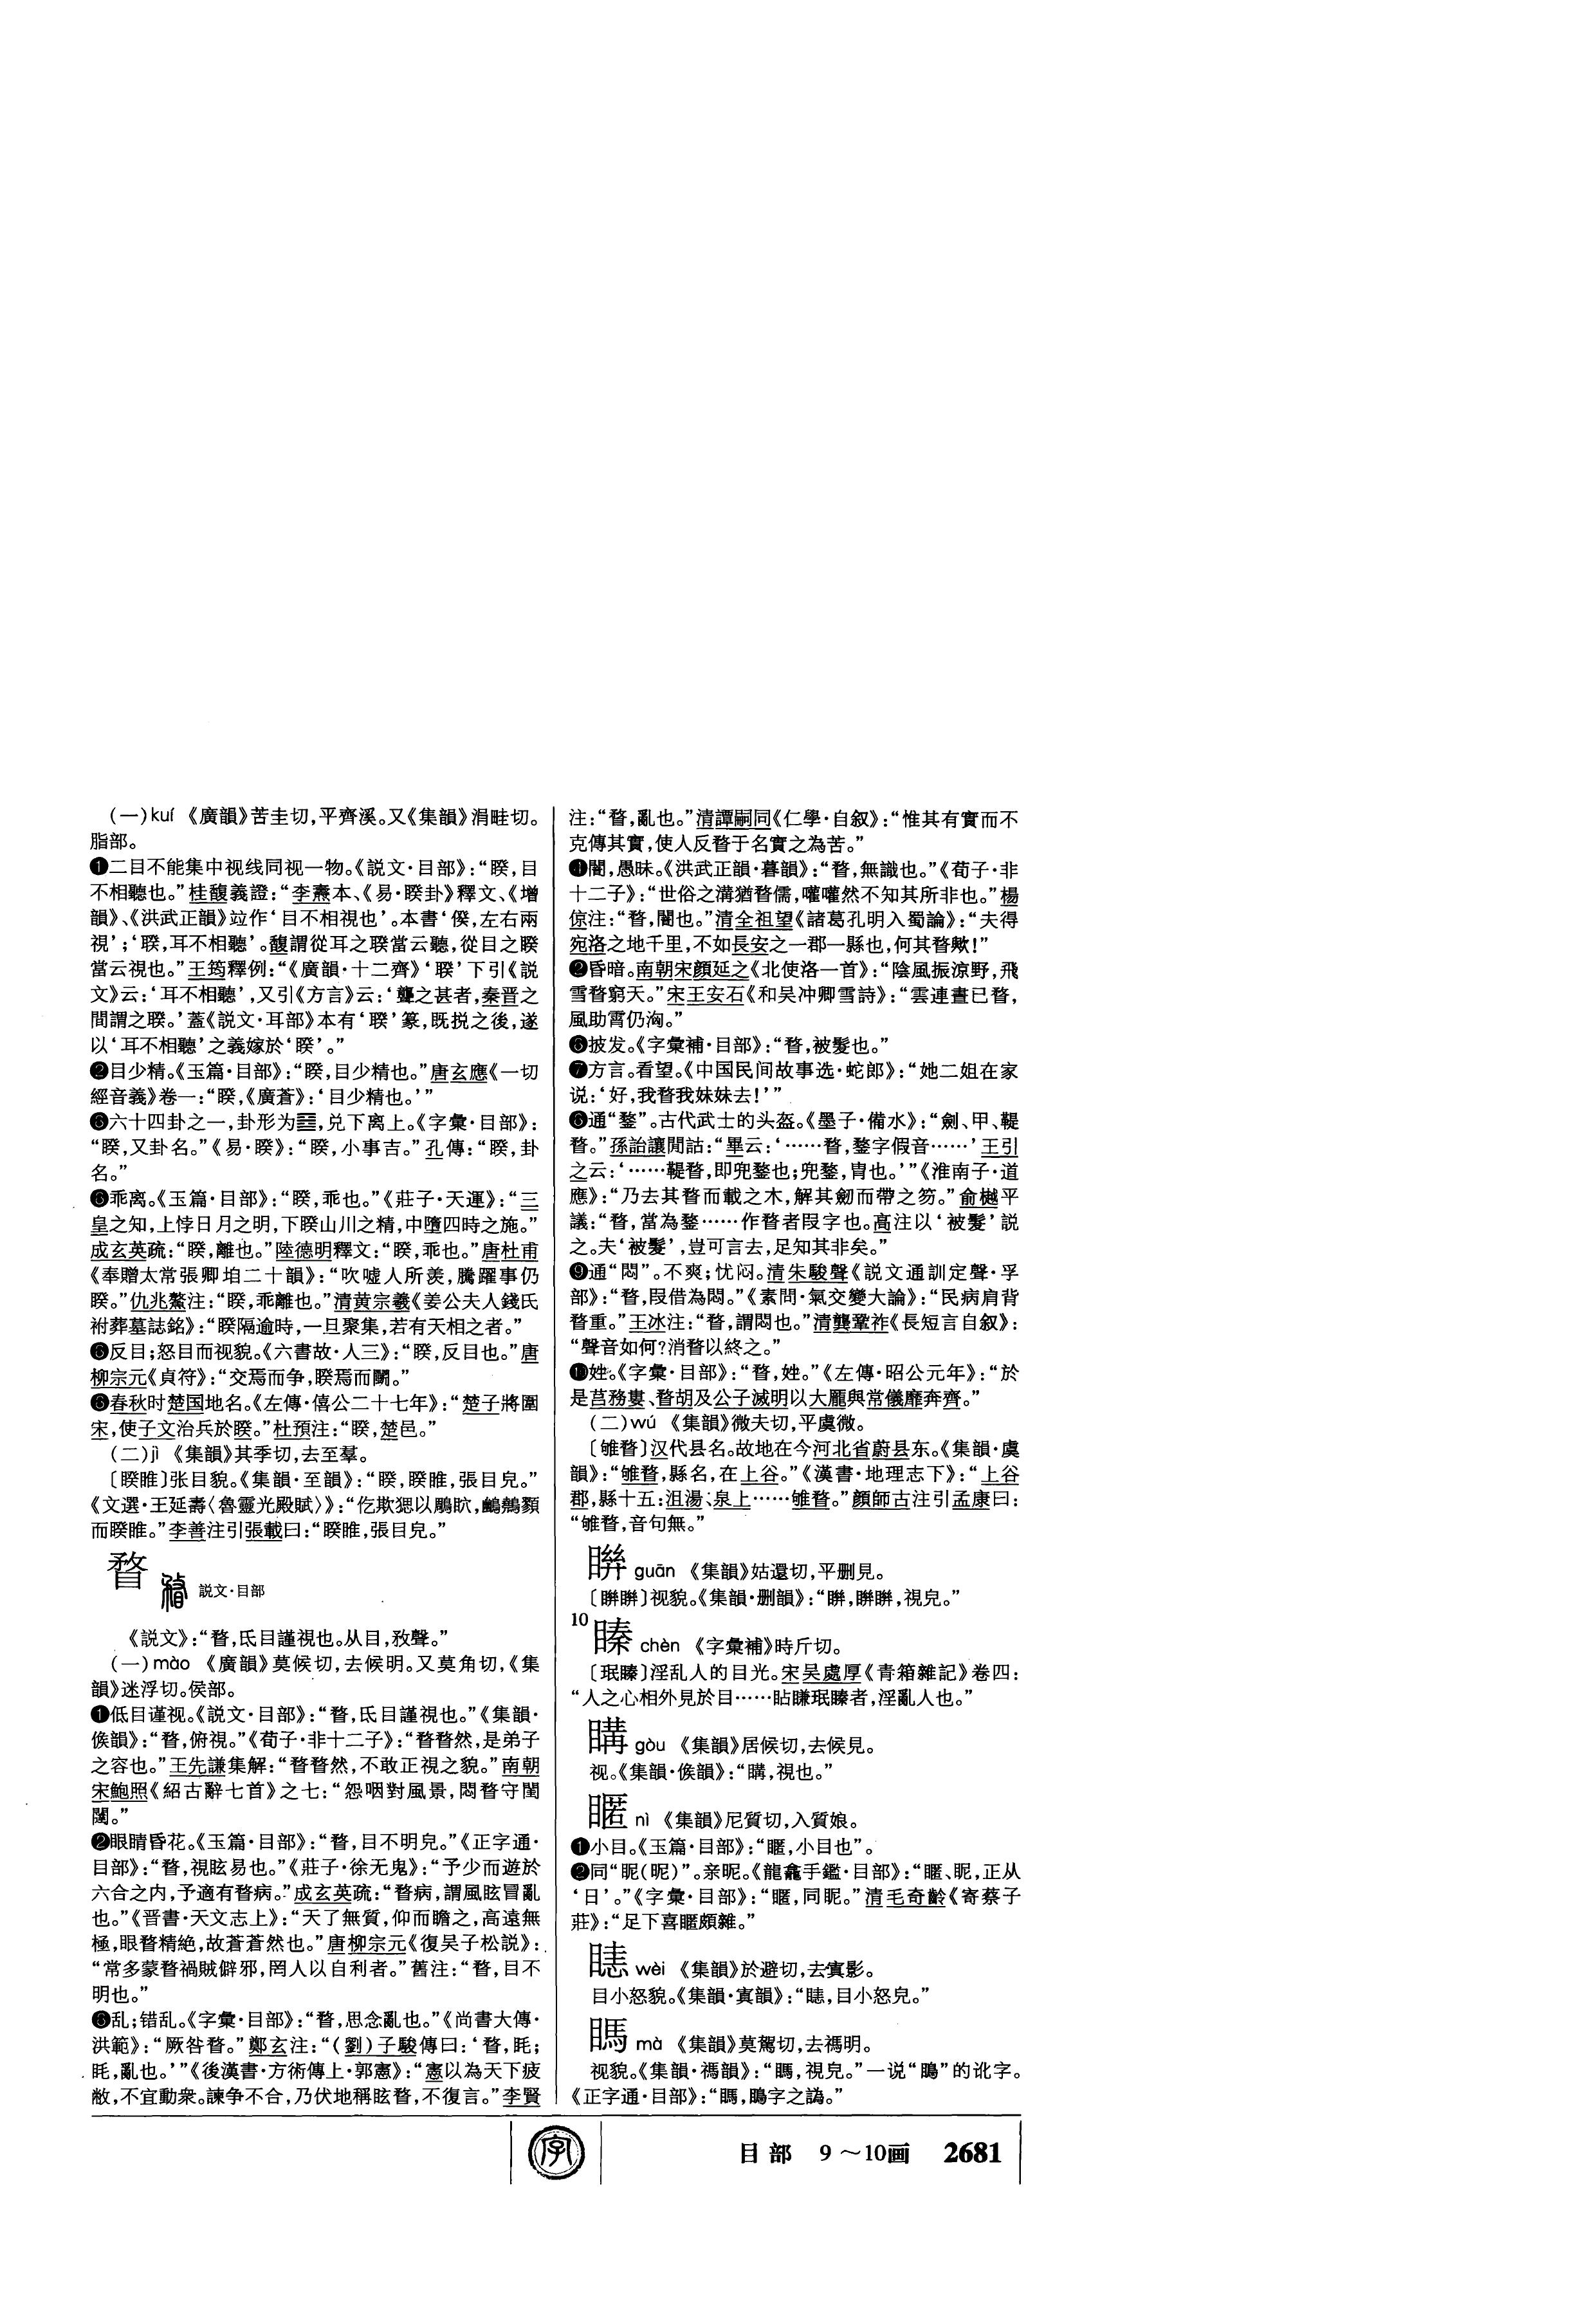 (一)kuí 《廣韻》苦圭切,平齊溪。又《集韻》涓畦切。
脂部。
❶二目不能集中视线同视一物。《説文·目部》:“睽,目
不相聽也。”桂馥義證:“李燾本、《易·睽卦》釋文、《增
韻》、《洪武正韻》竝作‘目不相視也’。本書‘傒,左右兩
視’;‘聧,耳不相聽’。馥謂從耳之聧當云聽,從目之睽
當云視也。”王筠釋例:“《廣韻·十二齊》‘聧’下引《説
文》云:‘耳不相聽’,又引《方言》云:‘聾之甚者,秦晋之
間謂之聧。’蓋《説文·耳部》本有‘聧’篆,既挩之後,遂
以‘耳不相聽’之義嫁於‘睽’。”
❷目少精。《玉篇·目部》:“睽,目少精也。”唐玄應《一切
經音義》卷一:“睽,《廣蒼》:‘目少精也。’”
❸六十四卦之一,卦形为䷥,兑下离上。《字彙·目部》:
“睽,又卦名。”《易·睽》:“睽,小事吉。”孔傳:“睽,卦
名。”
乖离。《玉篇·目部》:“睽,乖也。”《莊子·天運》:“三
皇之知,上悖日月之明,下睽山川之精,中墮四時之施。”
成玄英疏:“睽,離也。”陸德明釋文:“睽,乖也。”唐杜甫
《奉贈太常張卿垍二十韻》:“吹嘘人所羡,騰躍事仍
睽。”仇兆鰲注:“睽,乖離也。”清黄宗羲《姜公夫人錢氏
祔葬墓誌銘》:“睽隔逾時,一旦聚集,若有天相之者。”
反目;怒目而视貌。《六書故·人三》:“睽,反目也。”唐
柳宗元《貞符》:“交焉而争,睽焉而鬭。”
春秋时楚国地名。《左傳·僖公二十七年》:“楚子將圍
宋,使子文治兵於睽。”杜預注:“睽,楚邑。”
(二)jì 《集韻》其季切,去至羣。
〔睽睢〕张目貌。《集韻·至韻》:“睽,睽睢,張目皃。”
《文選·王延壽〈魯靈光殿賦〉》:“仡欺㥘以鵰䀪,鷛顤顟
而睽睢。”李善注引張載曰:“睽睢,張目皃。”
瞀 説文·目部
《説文》:“瞀,氐目謹視也。从目,敄聲。”
(一)mào 《廣韻》莫候切,去候明。又莫角切,《集
韻》迷浮切。侯部。
❶低目谨视。《説文·目部》:“瞀,氐目謹視也。”《集韻·
候韻》:“瞀,俯視。”《荀子·非十二子》:“瞀瞀然,是弟子
之容也。”王先謙集解:“瞀瞀然,不敢正視之貌。”南朝
宋鮑照《紹古辭七首》之七:“怨咽對風景,悶瞀守閨
闥。”
❷眼睛昏花。《玉篇·目部》:“瞀,目不明皃。”《正字通·
目部》:“瞀,視眩易也。”《莊子·徐无鬼》:“予少而遊於
六合之内,予適有瞀病。”成玄英疏:“瞀病,謂風眩冒亂
也。”《晋書·天文志上》:“天了無質,仰而瞻之,高遠無
極,眼瞀精絶,故蒼蒼然也。”唐柳宗元《復吴子松説》:
“常多蒙瞀禍賊僻邪,罔人以自利者。”舊注:“瞀,目不
明也。”
❸乱;错乱。《字彙·目部》:“瞀,思念亂也。”《尚書大傳·
洪範》:“厥咎瞀。”鄭玄注:“(劉)子駿傳曰:‘瞀,眊;
眊,亂也。’”《後漢書·方術傳上·郭憲》:“憲以為天下疲
敝,不宜動衆。諫争不合,乃伏地稱眩瞀,不復言。”李賢
注:“瞀,亂也。”清譚嗣同《仁學·自叙》:“惟其有實而不
克傳其實,使人反瞀于名實之為苦。”
闇,愚昧。《洪武正韻·暮韻》:“瞀,無識也。”《荀子·非
十二子》:“世俗之溝猶瞀儒,嚾嚾然不知其所非也。”楊
倞注:“瞀,闇也。”清全祖望《諸葛孔明入蜀論》:“夫得
宛洛之地千里,不如長安之一郡一縣也,何其瞀歟!”
昏暗。南朝宋顔延之《北使洛一首》:“陰風振涼野,飛
雪瞀窮天。”宋王安石《和吴冲卿雪詩》:“雲連晝已瞀,
風助霄仍洶。”
❻披发。《字彙補·目部》:“瞀,被髮也。”
❼方言。看望。《中国民间故事选·蛇郎》:“她二姐在家
说:‘好,我瞀我妹妹去!’”
通“鍪”。古代武士的头盔。《墨子·備水》:“劍、甲、鞮
瞀。”孫詒讓閒詁:“畢云:‘……瞀,鍪字假音……’王引
之云:‘……鞮瞀,即兜鍪也;兜鍪,胄也。’”《淮南子·道
應》:“乃去其瞀而載之木,解其劒而帶之笏。”俞樾平
議:“瞀,當為鍪……作瞀者叚字也。高注以‘被髮’説
之。夫‘被髮’,豈可言去,足知其非矣。”
❾通“悶”。不爽;忧闷。清朱駿聲《説文通訓定聲·孚
部》:“瞀,叚借為悶。”《素問·氣交變大論》:“民病肩背
瞀重。”王冰注:“瞀,謂悶也。”清龔鞏祚《長短言自叙》:
“聲音如何?消瞀以終之。”
姓。《字彙·目部》:“瞀,姓。”《左傳·昭公元年》:“於
是莒務婁、瞀胡及公子滅明以大厖與常儀靡奔齊。”
(二)wú 《集韻》微夫切,平虞微。
〔雊瞀〕汉代县名。故地在今河北省蔚县东。《集韻·虞
韻》:“雊瞀,縣名,在上谷。”《漢書·地理志下》:“上谷
郡,縣十五:沮湯、泉上……雊瞀。”顔師古注引孟康曰:
“雊瞀,音句無。”
䁪 guān 《集韻》姑還切,平删見。
〔䁪䁪〕视貌。《集韻·删韻》:“䁪,䁪䁪,視皃。”
10
瞋 chèn 《字彙補》時斤切。
淫乱人的目光。宋吴處厚《青箱雜記》卷四:
“人之心相外見於目……者,淫亂人也。”
䁓 gòu 《集韻》居候切,去候見。
视。《集韻·候韻》:“䁓,視也。”
䁥 nì 《集韻》尼質切,入質娘。
❶小目。《玉篇·目部》:“䁥,小目也”。
❷同“昵(昵)”。亲昵。《龍龕手鑑·目部》:“䁥、昵,正从
‘日’。”《字彙·目部》:“䁥,同昵。”清毛奇齡《寄蔡子
莊》:“足下喜䁥頗雜。”
wèi 《集韻》於避切,去寘影。
目小怒貌。《集韻·寘韻》:“目小怒皃。”
䣕 mà 《集韻》莫駕切,去禡明。
视貌。《集韻·禡韻》:“視皃。”一说“䳟”的讹字。
《正字通·目部》:“字之譌。”
字
目部 9～10画 2681